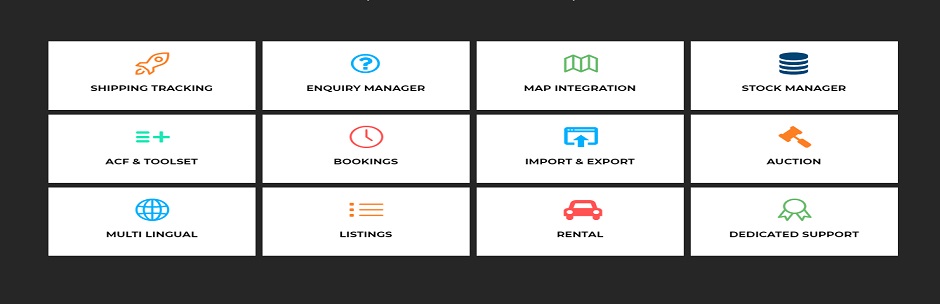 SHIPPING TRACKING
ENQUIRY MANAGER
MAP INTEGRATION
STOCK MANAGER
ACF & TOOLSET
BOOKINGS
IMPORT & EXPORT
AUCTION
MULTI LINGUAL
LISTINGS
RENTAL
DEDICATED SUPPORT